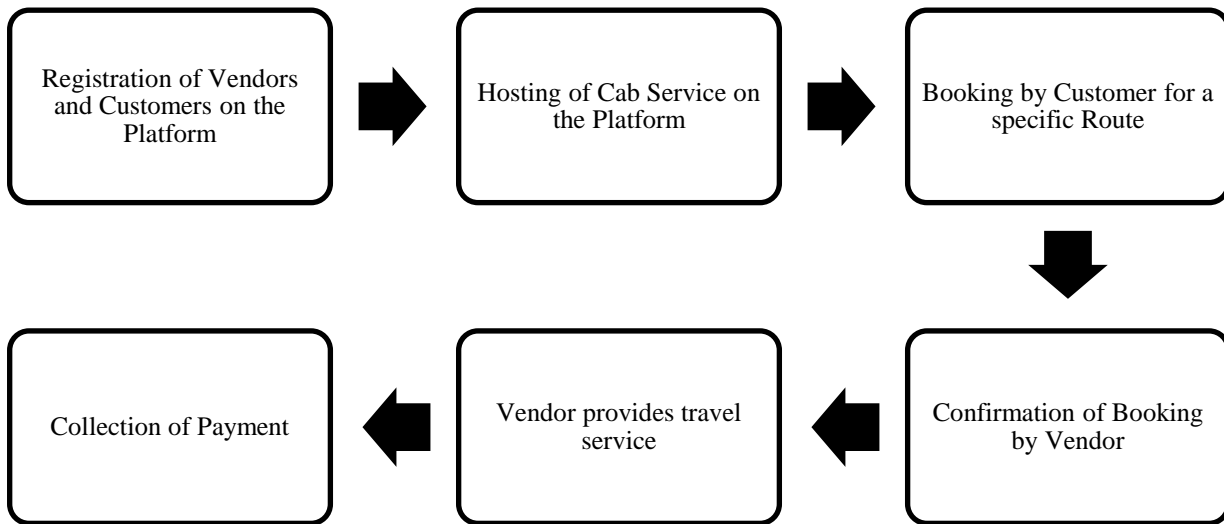 Registration of Vendors
and Customers on the
Platform
Hosting of Cab Service on
the Platform
Booking by Customer for a
specific Route
Confirmation of Booking
by Vendor
Vendor provides travel
service
Collection of Payment